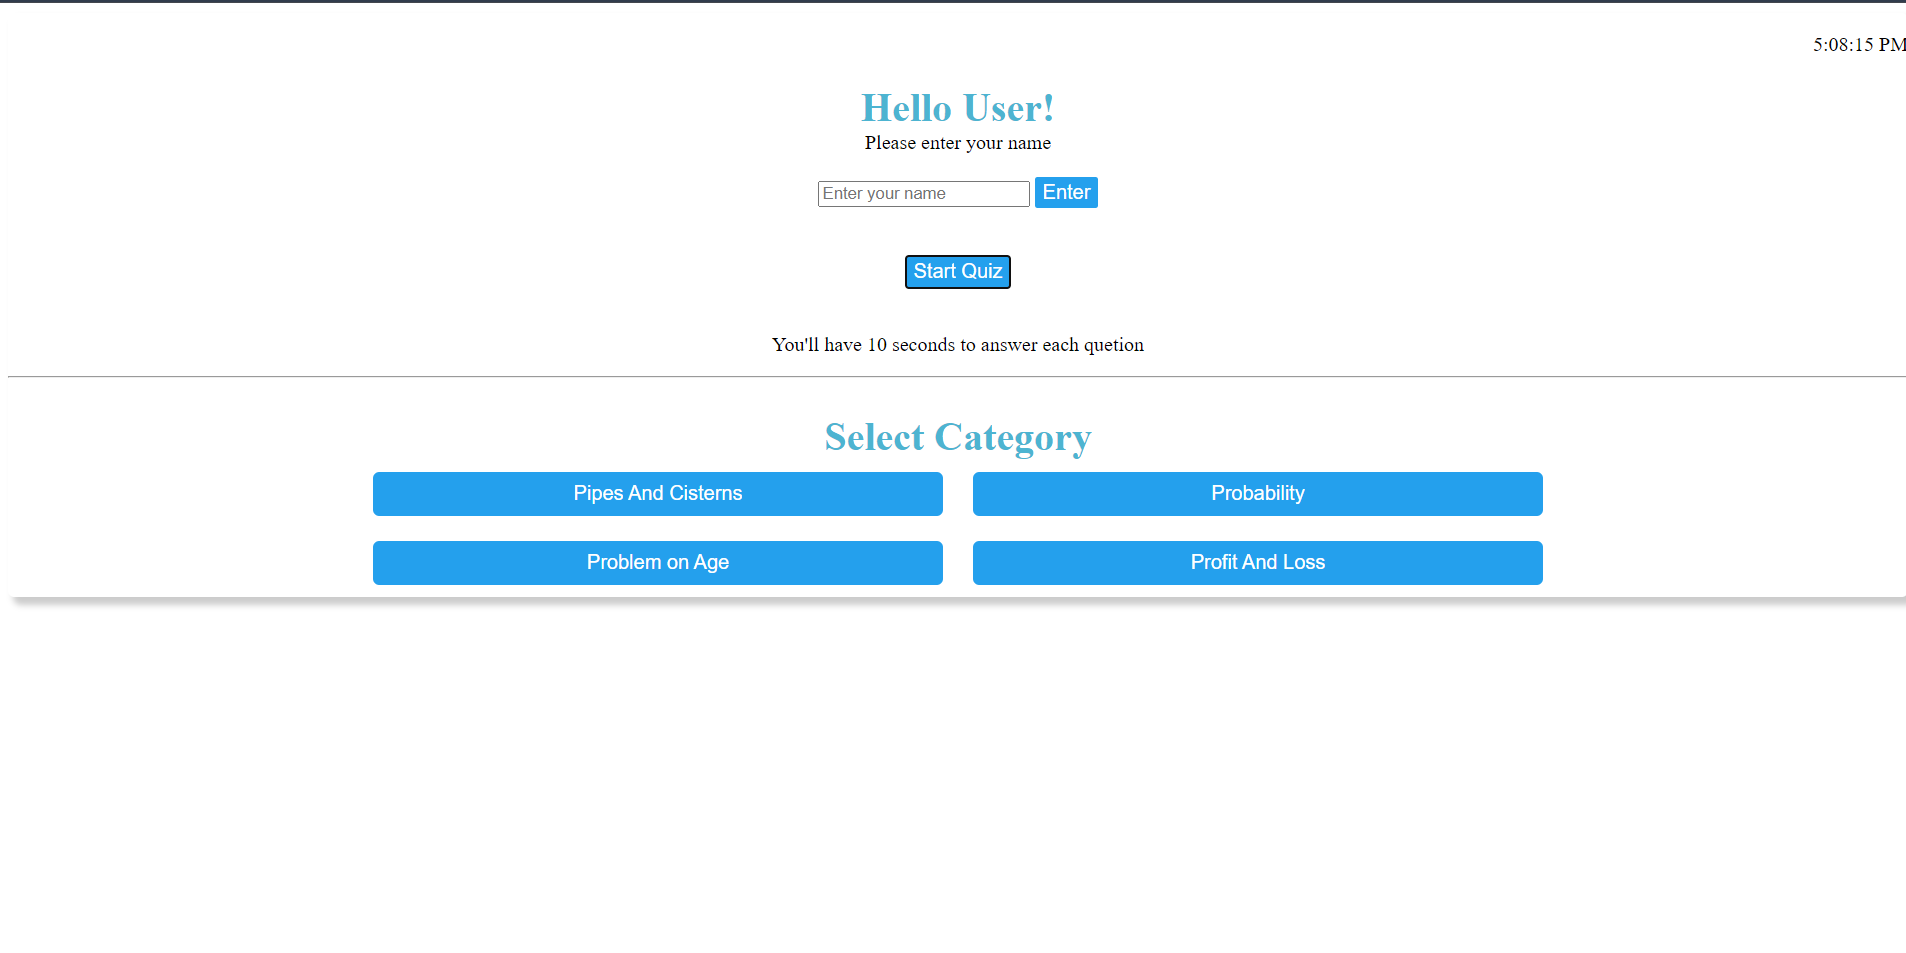 5:08:15 PM
Hello User!
Please enter your name
Enter your name Enter
Start Quiz
You'll have 10 seconds to answer each quetion
Select Category
Pipes And Cisterns Probability
Problem on Age Profit And Loss